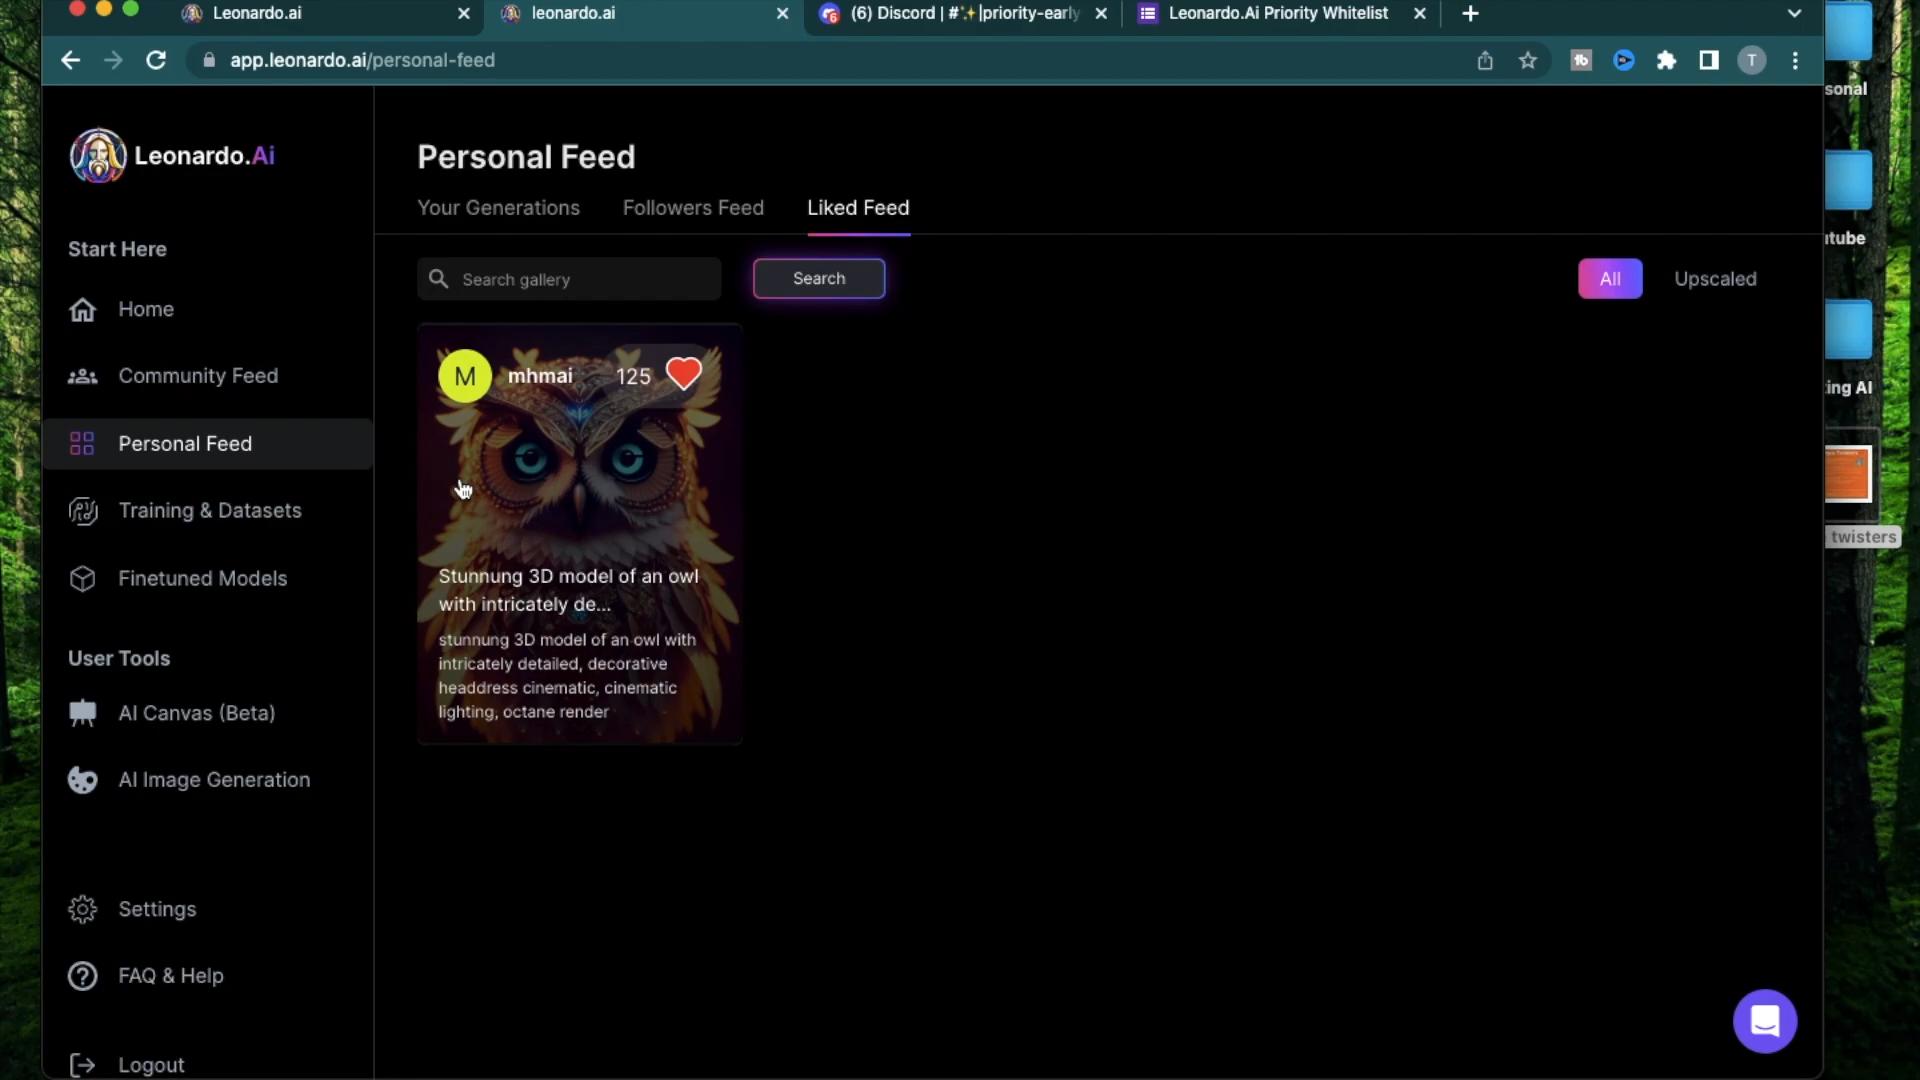 Leonardo.ai
leonardo.ai
(6) Discord | #✨|priority-early
Leonardo.Ai Priority Whitelist
app.leonardo.ai/personal-feed
tb
T
sonal
Leonardo.Ai
Personal Feed
Your Generations
Followers Feed
Liked Feed
utube
Start Here
Search gallery
Search
All
Upscaled
Home
Community Feed
M
mhmai
125
ing AI
Personal Feed
Training & Datasets
twisters
Finetuned Models
Stunnung 3D model of an owl
with intricately de...
stunnung 3D model of an owl with
intricately detailed, decorative
headdress cinematic, cinematic
lighting, octane render
User Tools
AI Canvas (Beta)
AI Image Generation
Settings
FAQ & Help
Logout